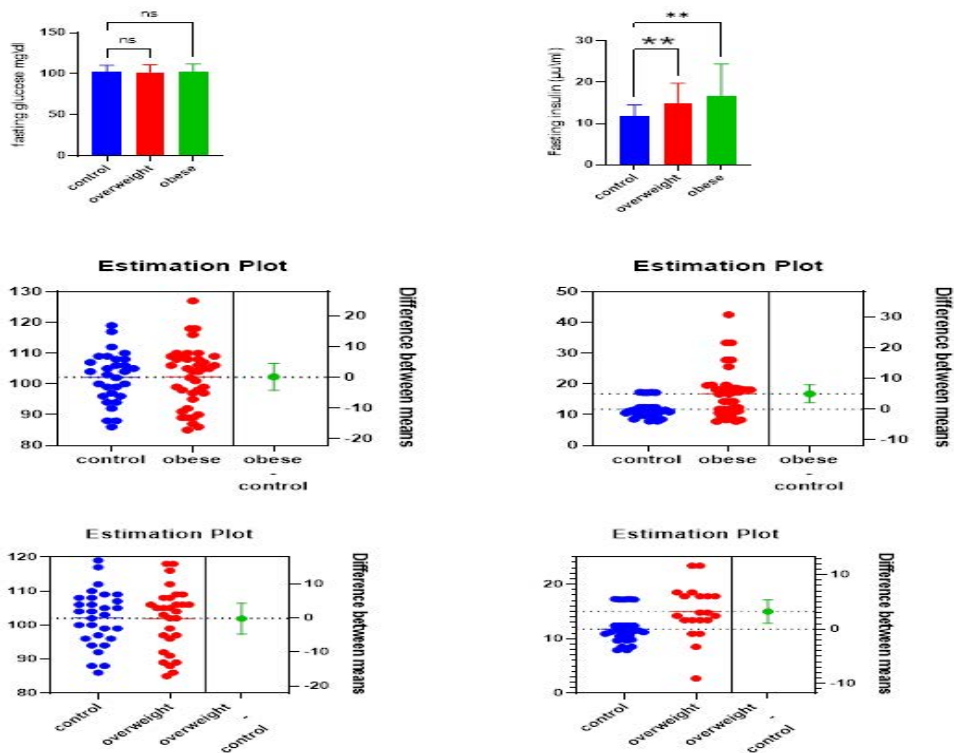 ns
ns
fasting glucose mg\dl
150
100
50
0
control
overweight
obese
**
**
Fasting insulin (µu\ml)
30
20
10
0
control
overweight
obese
Estimation Plot
130
120
110
100
90
80
20
10
0
-10
-20
Difference between means
control
obese
obese
-
control
Estimation Plot
50
40
30
20
10
0
30
20
10
0
-10
Difference between means
control
obese
obese
-
control
Estimation Plot
120
110
100
90
80
10
0
-10
-20
Difference between means
control
overweight
overweight
-
control
Estimation Plot
20
10
0
10
0
-10
Difference between means
control
overweight
overweight
-
control